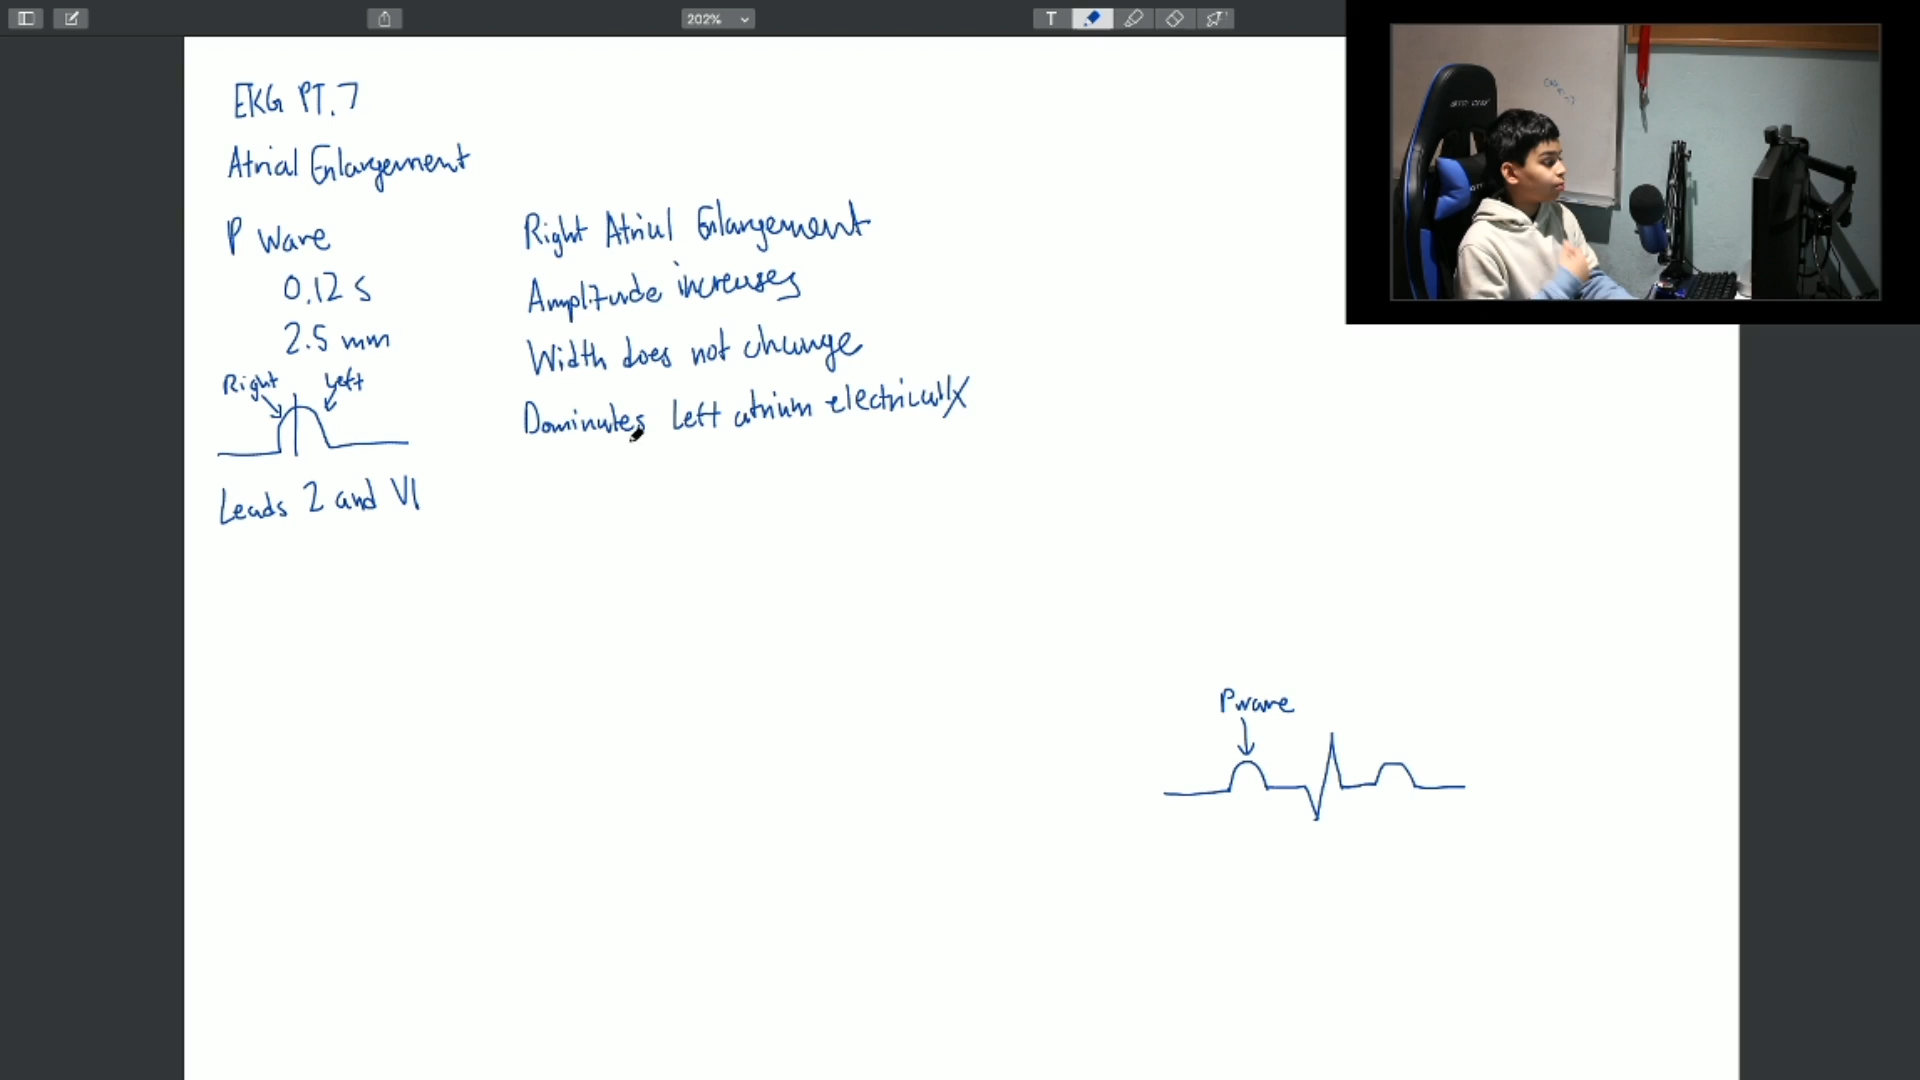 202%
T
EKG PT.7
Atrial Enlargement
P Wave
0.12 s
2.5 mm
Right
Left
Leads 2 and V1
Right Atrial Enlargement
Amplitude increases
Width does not change
Dominates Left atrium electrically
P wave